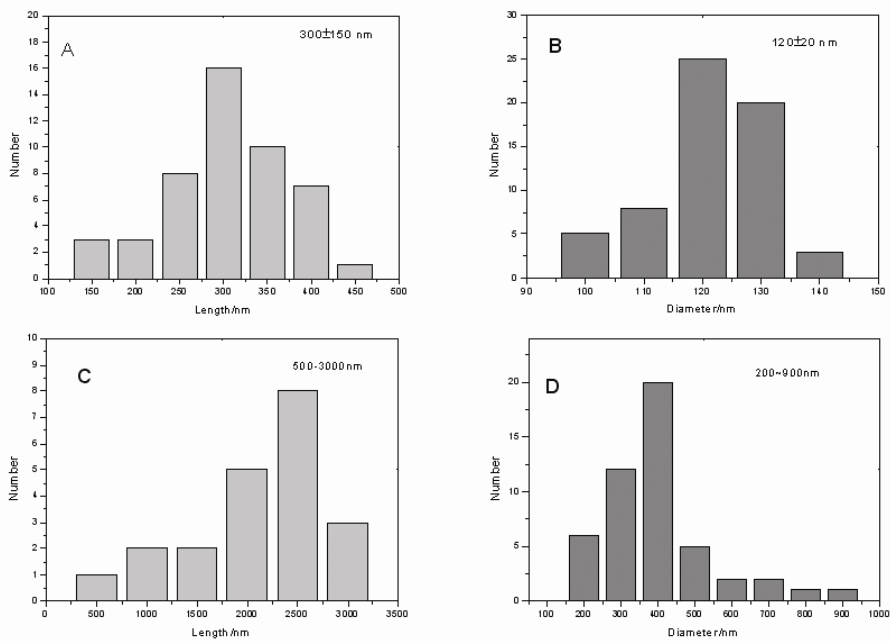 A
300±150 nm
Number
20
18
16
14
12
10
8
6
4
2
0
100 150 200 250 300 350 400 450 500
Length/nm
B
120±20 nm
Number
30
25
20
15
10
5
0
90 100 110 120 130 140 150
Diameter/nm
C
500-3000nm
Number
10
9
8
7
6
5
4
3
2
1
0
0 500 1000 1500 2000 2500 3000 3500
Length/nm
D
200~900nm
Number
20
15
10
5
0
100 200 300 400 500 600 700 800 900 1000
Diameter/nm